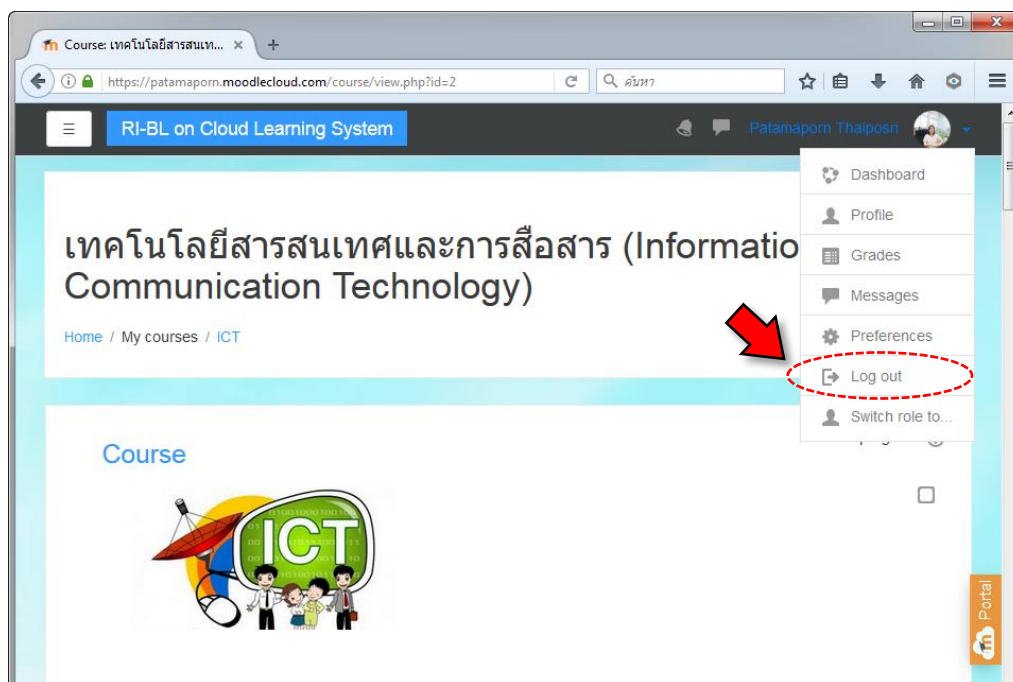 Course: เทคโนโลยีสารสนเท...
https://patamaporn.moodlecloud.com/course/view.php?id=2
ค้นหา
RI-BL on Cloud Learning System
Patamaporn Thaiposri
Dashboard
Profile
Grades
Messages
Preferences
Log out
Switch role to...
เทคโนโลยีสารสนเทศและการสื่อสาร (Informatio
Communication Technology)
Home / My courses / ICT
Course
ICT
Portal